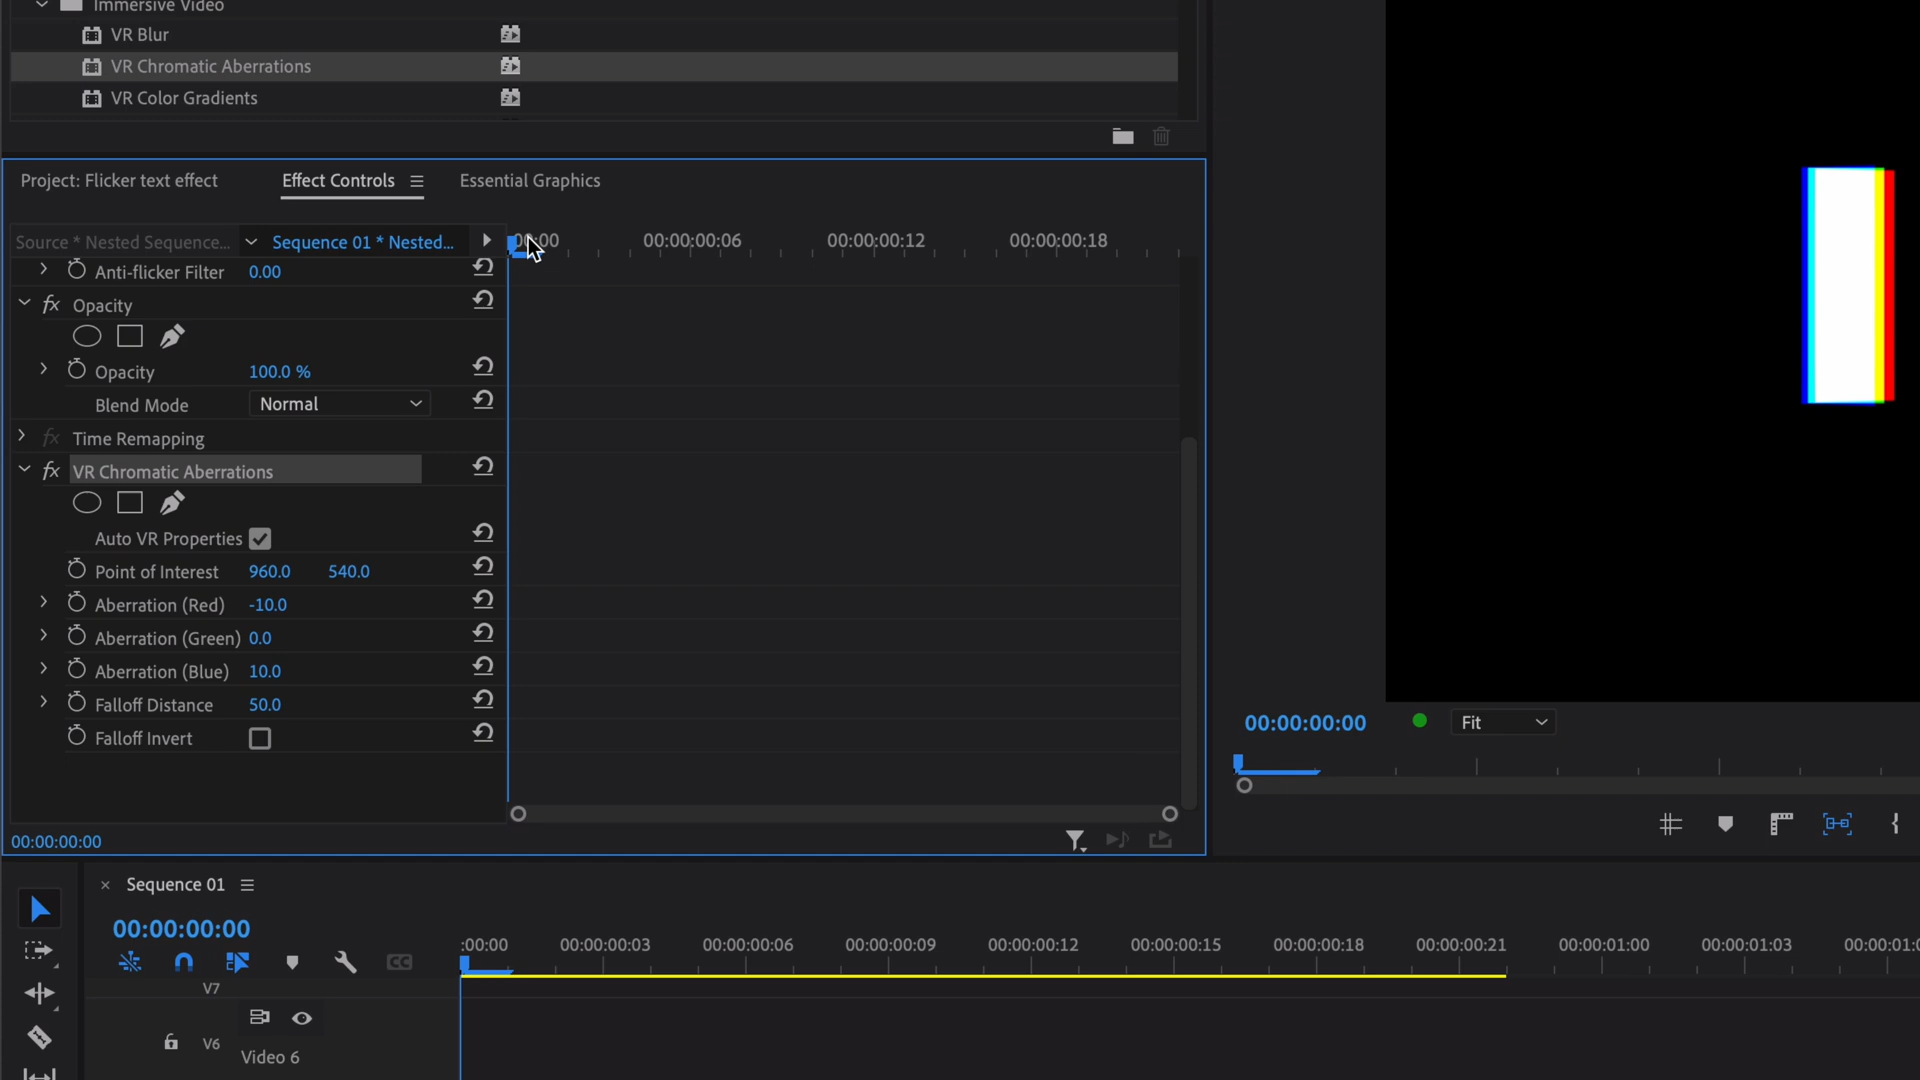 Immersive Video
VR Blur
VR Chromatic Aberrations
VR Color Gradients
Project: Flicker text effect
Effect Controls
Essential Graphics
Source * Nested Sequence...
Sequence 01 * Nested...
00:00
00:00:00:06
00:00:00:12
00:00:00:18
Anti-flicker Filter 0.00
fx Opacity
Opacity 100.0 %
Blend Mode Normal
fx Time Remapping
fx VR Chromatic Aberrations
Auto VR Properties
Point of Interest 960.0 540.0
Aberration (Red) -10.0
Aberration (Green) 0.0
Aberration (Blue) 10.0
Falloff Distance 50.0
Falloff Invert
00:00:00:00
00:00:00:00
Fit
× Sequence 01
00:00:00:00
CC
:00:00
00:00:00:03
00:00:00:06
00:00:00:09
00:00:00:12
00:00:00:15
00:00:00:18
00:00:00:21
00:00:01:00
00:00:01:03
00:00:01:0
V7
V6
Video 6